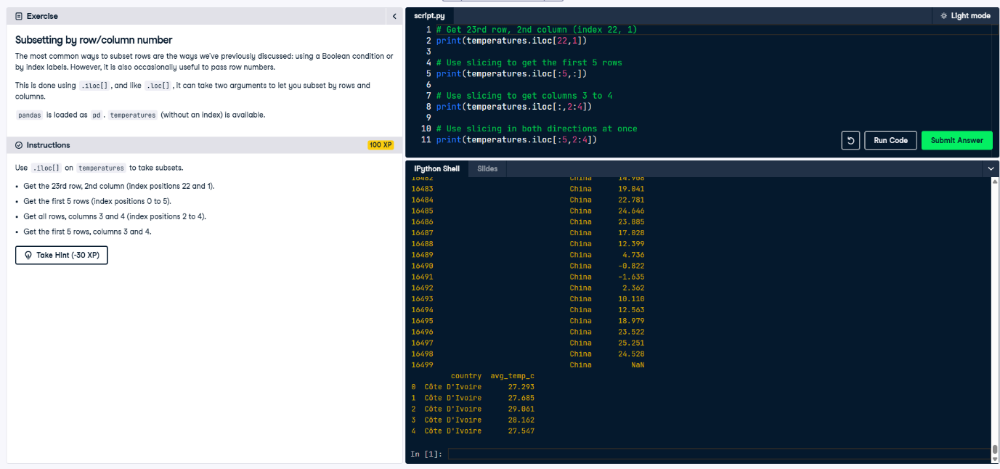 Exercise
Subsetting by row/column number
The most common ways to subset rows are the ways we've previously discussed: using a Boolean condition or
by index labels. However, it is also occasionally useful to pass row numbers.
This is done using .iloc[] , and like .loc[] , it can take two arguments to let you subset by rows and
columns.
pandas is loaded as pd . temperatures (without an index) is available.
Instructions
100 XP
Use .iloc[] on temperatures to take subsets.
• Get the 23rd row, 2nd column (index positions 22 and 1).
• Get the first 5 rows (index positions 0 to 5).
• Get all rows, columns 3 and 4 (index positions 2 to 4).
• Get the first 5 rows, columns 3 and 4.
Take Hint (-30 XP)
script.py
Light mode
1 # Get 23rd row, 2nd column (index 22, 1)
2 print(temperatures.iloc[22,1])
3
4 # Use slicing to get the first 5 rows
5 print(temperatures.iloc[:5,:])
6
7 # Use slicing to get columns 3 to 4
8 print(temperatures.iloc[:,2:4])
9
10 # Use slicing in both directions at once
11 print(temperatures.iloc[:5,2:4])
Run Code
Submit Answer
IPython Shell
Slides
16482 China 14.908
16483 China 19.041
16484 China 22.781
16485 China 24.646
16486 China 23.885
16487 China 17.028
16488 China 12.399
16489 China 4.736
16490 China -0.822
16491 China -1.635
16492 China 2.362
16493 China 10.110
16494 China 12.563
16495 China 18.979
16496 China 23.522
16497 China 25.251
16498 China 24.528
16499 China NaN
country avg_temp_c
0 Côte D'Ivoire 27.293
1 Côte D'Ivoire 27.685
2 Côte D'Ivoire 29.061
3 Côte D'Ivoire 28.162
4 Côte D'Ivoire 27.547
In [1]: